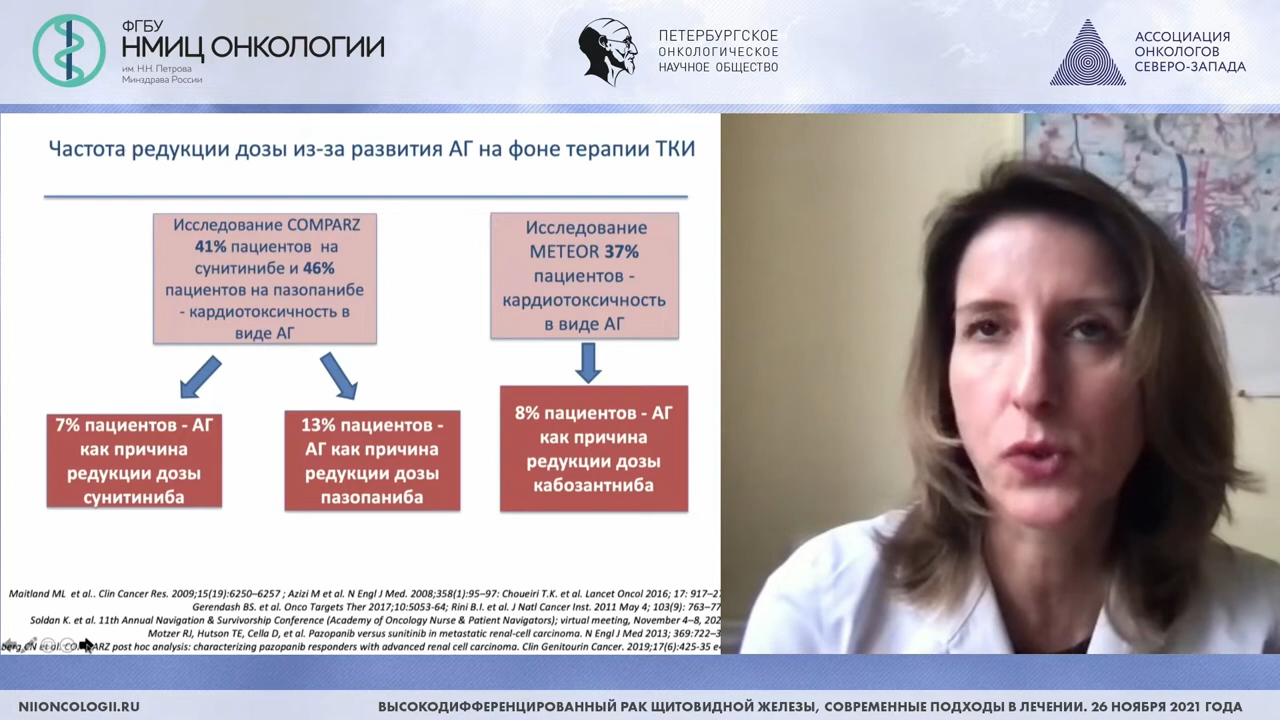 ФГБУ
НМИЦ ОНКОЛОГИИ
им. Н.Н. Петрова
Минздрава России
ПЕТЕРБУРГСКОЕ
ОНКОЛОГИЧЕСКОЕ
НАУЧНОЕ ОБЩЕСТВО
АССОЦИАЦИЯ
ОНКОЛОГОВ
СЕВЕРО-ЗАПАДА
Частота редукции дозы из-за развития АГ на фоне терапии ТКИ
Исследование COMPARZ
41% пациентов на
сунитинибе и 46%
пациентов на пазопанибе
- кардиотоксичность в
виде АГ
Исследование
METEOR 37%
пациентов -
кардиотоксичность
в виде АГ
7% пациентов - АГ
как причина
редукции дозы
сунитиниба
13% пациентов -
АГ как причина
редукции дозы
пазопаниба
8% пациентов - АГ
как причина
редукции дозы
кабозантниба
Maitland ML et al.. Clin Cancer Res. 2009;15(19):6250–6257 ; Azizi M et al. N Engl J Med. 2008;358(1):95–97: Choueiri T.K. et al. Lancet Oncol 2016; 17: 917–27
Gerendash BS. et al. Onco Targets Ther 2017;10:5053-64; Rini B.I. et al. J Natl Cancer Inst. 2011 May 4; 103(9): 763–77
Soldan K. et al. 11th Annual Navigation & Survivorship Conference (Academy of Oncology Nurse & Patient Navigators); virtual meeting, November 4–8, 202
Motzer RJ, Hutson TE, Cella D, et al. Pazopanib versus sunitinib in metastatic renal-cell carcinoma. N Engl J Med 2013; 369:722–3
CN et al. post hoc analysis: characterizing pazopanib responders with advanced renal cell carcinoma. Clin Genitourin Cancer. 2019;17(6):425-35 e
NIIONCOLOGII.RU
ВЫСОКОДИФФЕРЕНЦИРОВАННЫЙ РАК ЩИТОВИДНОЙ ЖЕЛЕЗЫ, СОВРЕМЕННЫЕ ПОДХОДЫ В ЛЕЧЕНИИ. 26 НОЯБРЯ 2021 ГОДА